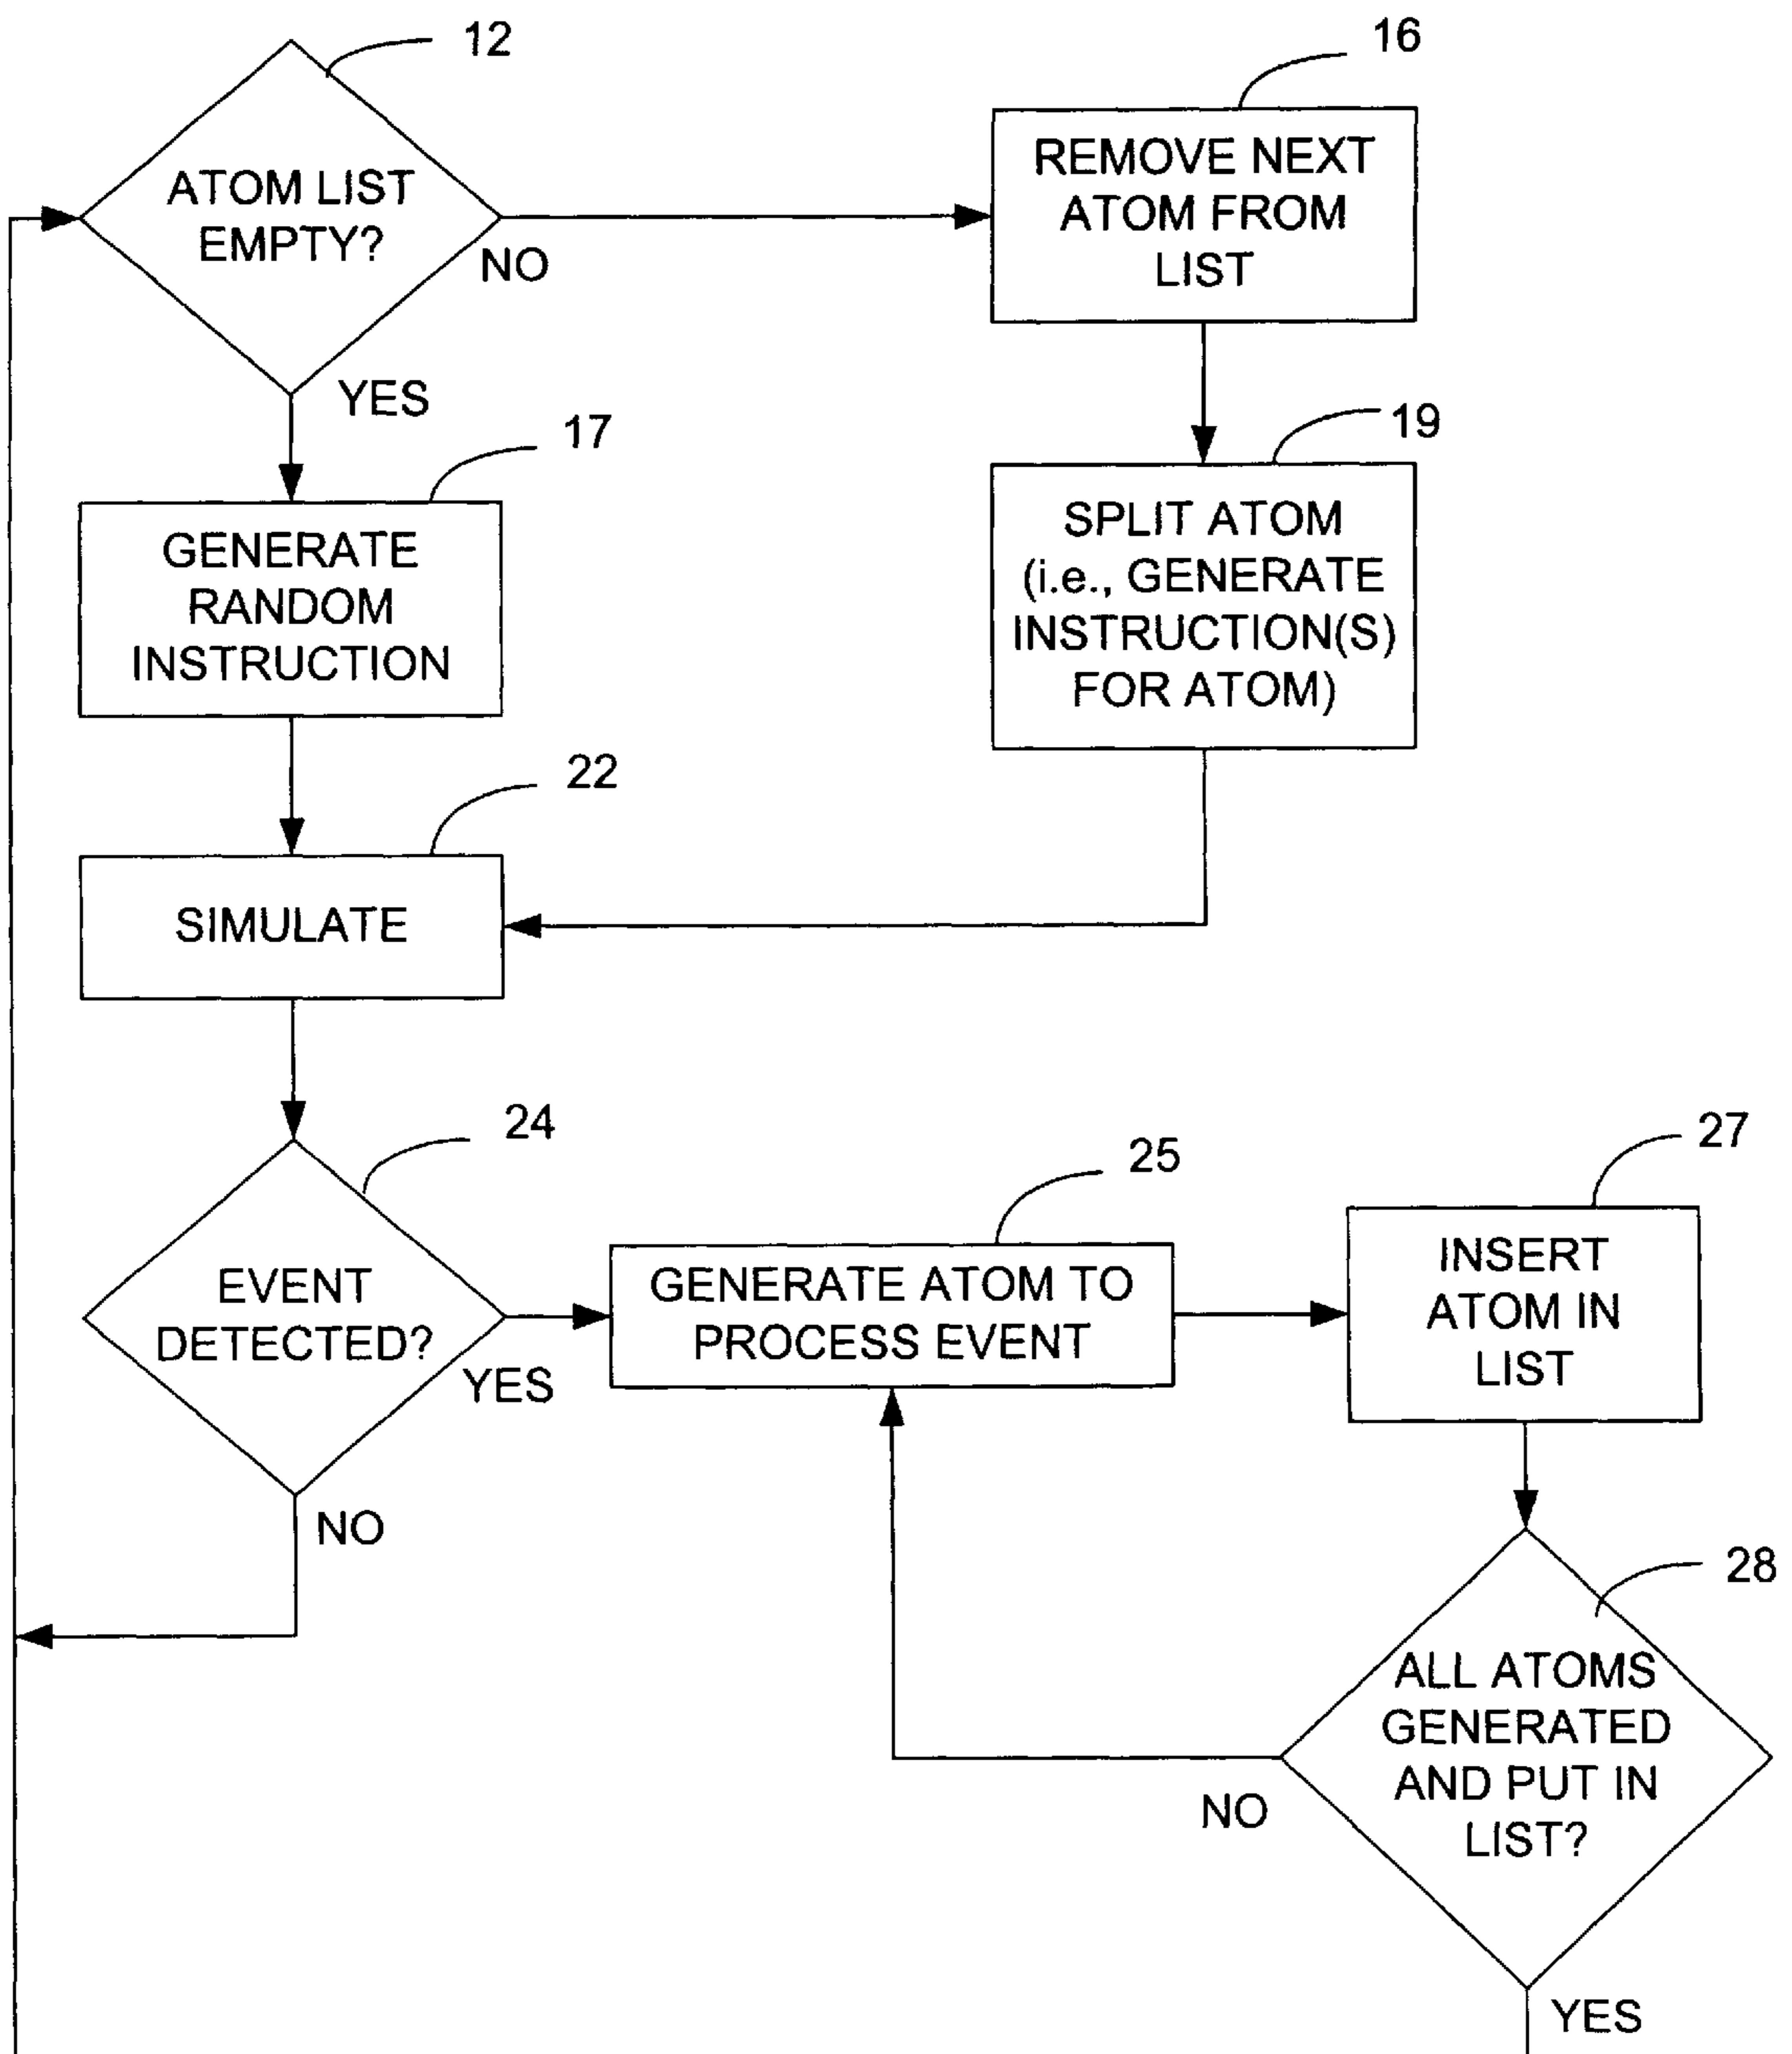 12
ATOM LIST
EMPTY?
NO
YES
16
REMOVE NEXT
ATOM FROM
LIST
17
GENERATE
RANDOM
INSTRUCTION
19
SPLIT ATOM
(i.e., GENERATE
INSTRUCTION(S)
FOR ATOM)
22
SIMULATE
24
EVENT
DETECTED?
YES
NO
25
GENERATE ATOM TO
PROCESS EVENT
27
INSERT
ATOM IN
LIST
28
ALL ATOMS
GENERATED
AND PUT IN
LIST?
NO
YES